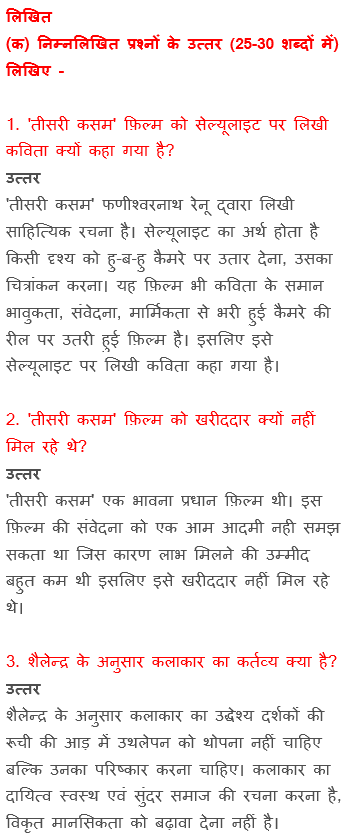 लिखित
(क) निम्नलिखित प्रश्नों के उत्तर (25-30 शब्दों में)
लिखिए -
1. 'तीसरी कसम' फ़िल्म को सेल्यूलाइट पर लिखी
कविता क्यों कहा गया है?
उत्तर
'तीसरी कसम' फणीश्वरनाथ रेनू द्वारा लिखी
साहित्यिक रचना है। सेल्यूलाइट का अर्थ होता है
किसी दृश्य को हु-ब-हु कैमरे पर उतार देना, उसका
चित्रांकन करना। यह फ़िल्म भी कविता के समान
भावुकता, संवेदना, मार्मिकता से भरी हुई कैमरे की
रील पर उतरी हुई फ़िल्म है। इसलिए इसे
सेल्यूलाइट पर लिखी कविता कहा गया है।
2. 'तीसरी कसम' फ़िल्म को खरीददार क्यों नहीं
मिल रहे थे?
उत्तर
'तीसरी कसम' एक भावना प्रधान फ़िल्म थी। इस
फ़िल्म की संवेदना को एक आम आदमी नही समझ
सकता था जिस कारण लाभ मिलने की उम्मीद
बहुत कम थी इसलिए इसे खरीददार नहीं मिल रहे
थे।
3. शैलेन्द्र के अनुसार कलाकार का कर्तव्य क्या है?
उत्तर
शैलेन्द्र के अनुसार कलाकार का उद्धेश्य दर्शकों की
रूची की आड़ में उथलेपन को थोपना नहीं चाहिए
बल्कि उनका परिष्कार करना चाहिए। कलाकार का
दायित्व स्वस्थ एवं सुंदर समाज की रचना करना है,
विकृत मानसिकता को बढ़ावा देना नहीं है।